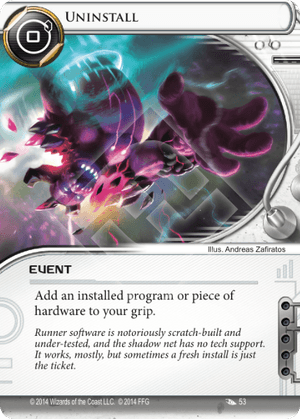 UNINSTALL
0
Illus. Andreas Zafiratos
EVENT
Add an installed program or piece of
hardware to your grip.
Runner software is notoriously scratch-built and
under-tested, and the shadow net has no tech support.
It works, mostly, but sometimes a fresh install is just
the ticket.
© 2014 Wizards of the Coast LLC. © 2014 FFG
53